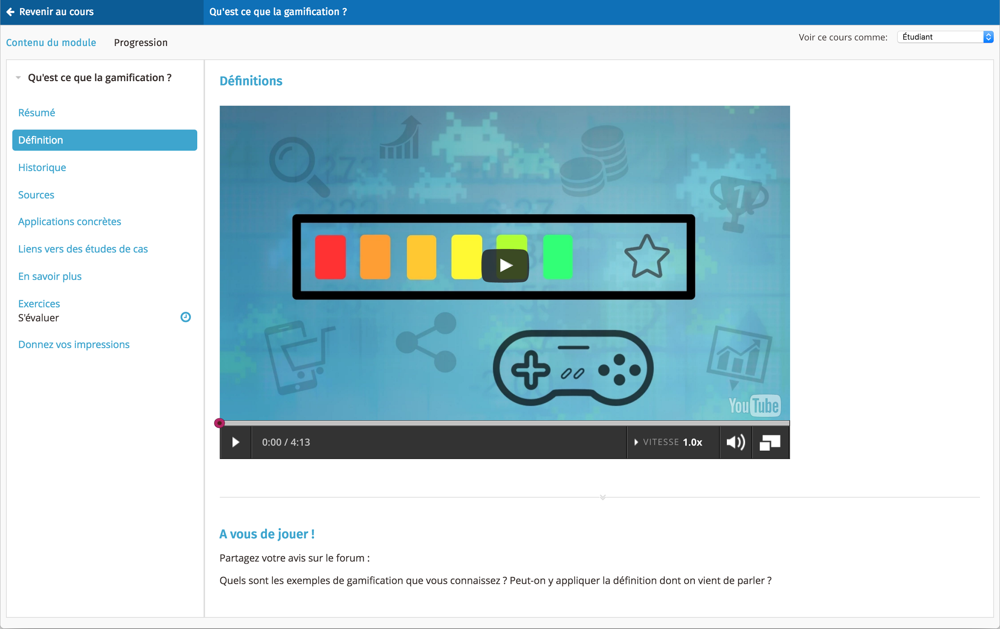 Revenir au cours
Qu'est ce que la gamification ?
Contenu du module
Progression
Voir ce cours comme:
Étudiant
Qu'est ce que la gamification ?
Résumé
Définition
Historique
Sources
Applications concrètes
Liens vers des études de cas
En savoir plus
Exercices
S'évaluer
Donnez vos impressions
Définitions
1
YouTube
0:00 / 4:13
VITESSE 1.0x
A vous de jouer !
Partagez votre avis sur le forum :
Quels sont les exemples de gamification que vous connaissez ? Peut-on y appliquer la définition dont on vient de parler ?